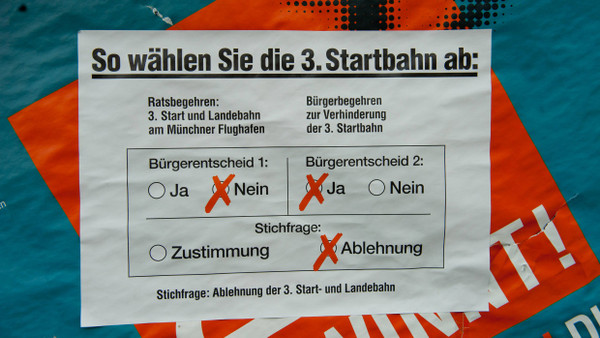 So wählen Sie die 3. Startbahn ab:
Ratsbegehren:
3. Start und Landebahn
am Münchner Flughafen
Bürgerbegehren
zur Verhinderung
der 3. Startbahn
Bürgerentscheid 1:
Ja Nein
Bürgerentscheid 2:
Ja Nein
Stichfrage:
Zustimmung Ablehnung
Stichfrage: Ablehnung der 3. Start- und Landebahn